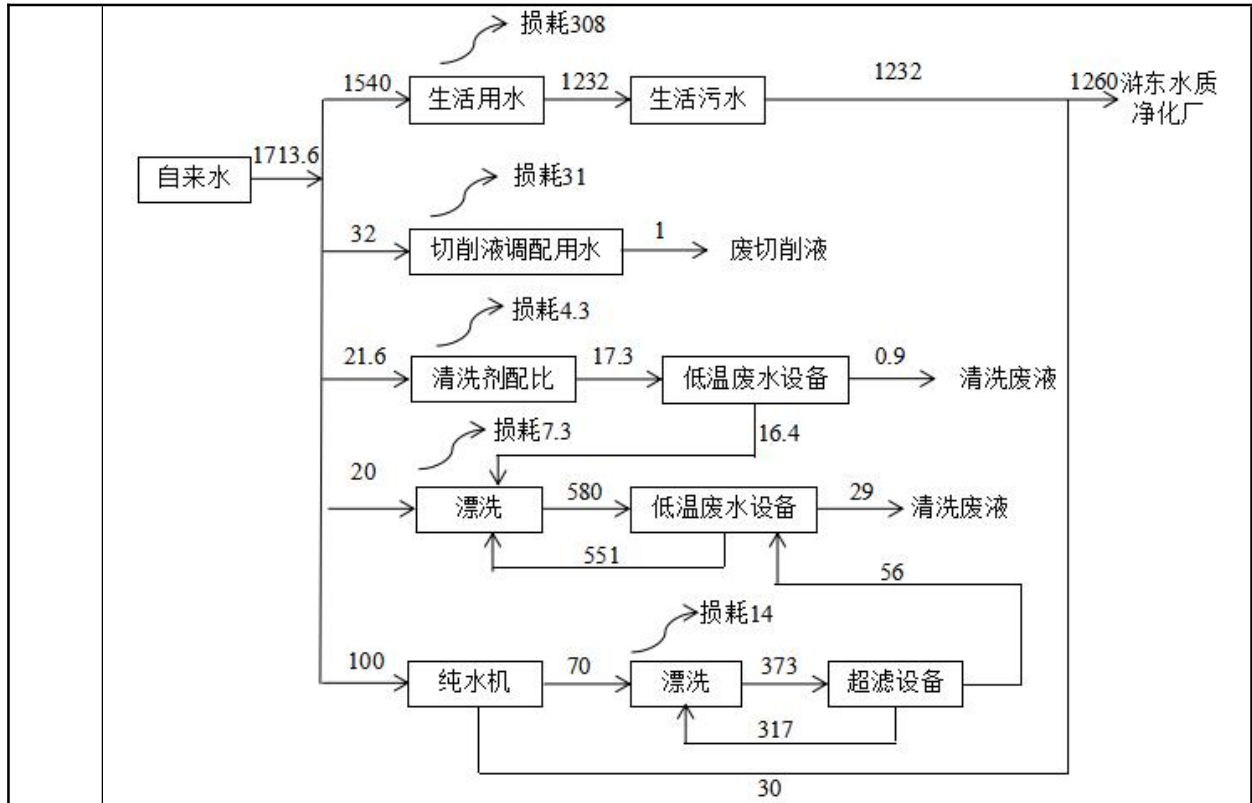 损耗308
1540
生活用水
1232
生活污水
1232
1260
浒东水质
净化厂
自来水
1713.6
损耗31
32
切削液调配用水
1
废切削液
损耗4.3
21.6
清洗剂配比
17.3
低温废水设备
0.9
清洗废液
16.4
损耗7.3
20
漂洗
580
低温废水设备
29
清洗废液
551
56
损耗14
100
纯水机
70
漂洗
373
超滤设备
317
30